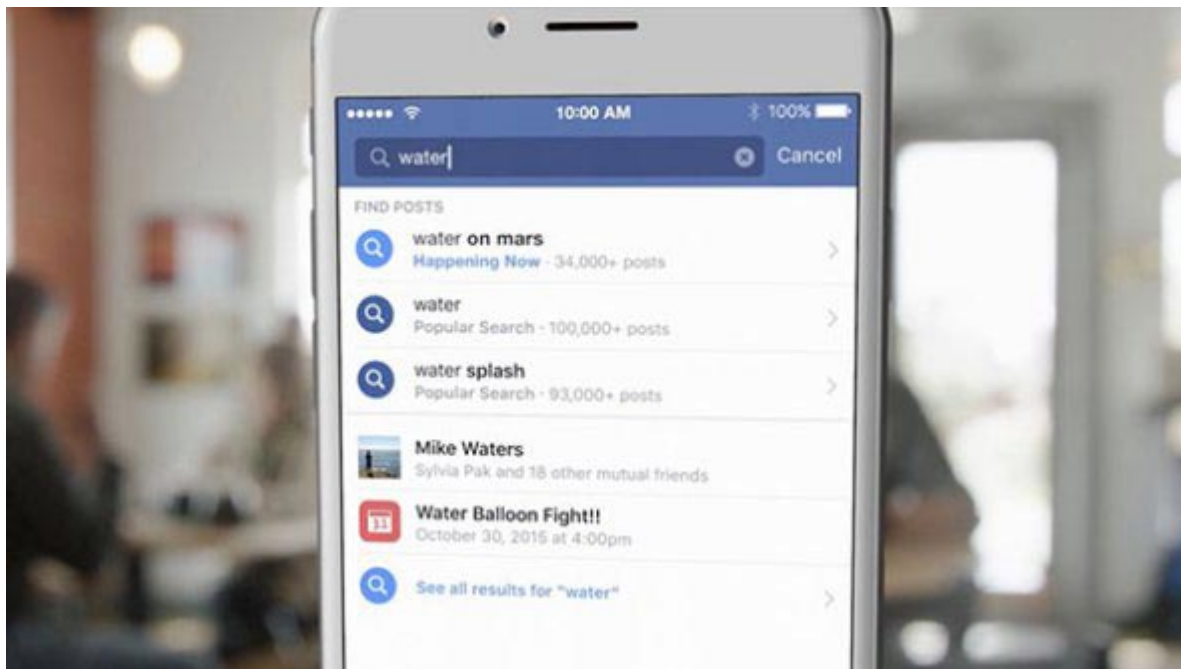 10:00 AM 100%
water Cancel
FIND POSTS
water on mars
Happening Now · 34,000+ posts
water
Popular Search · 100,000+ posts
water splash
Popular Search · 93,000+ posts
Mike Waters
Sylvia Pak and 18 other mutual friends
31
Water Balloon Fight!!
October 30, 2015 at 4:00pm
See all results for "water"